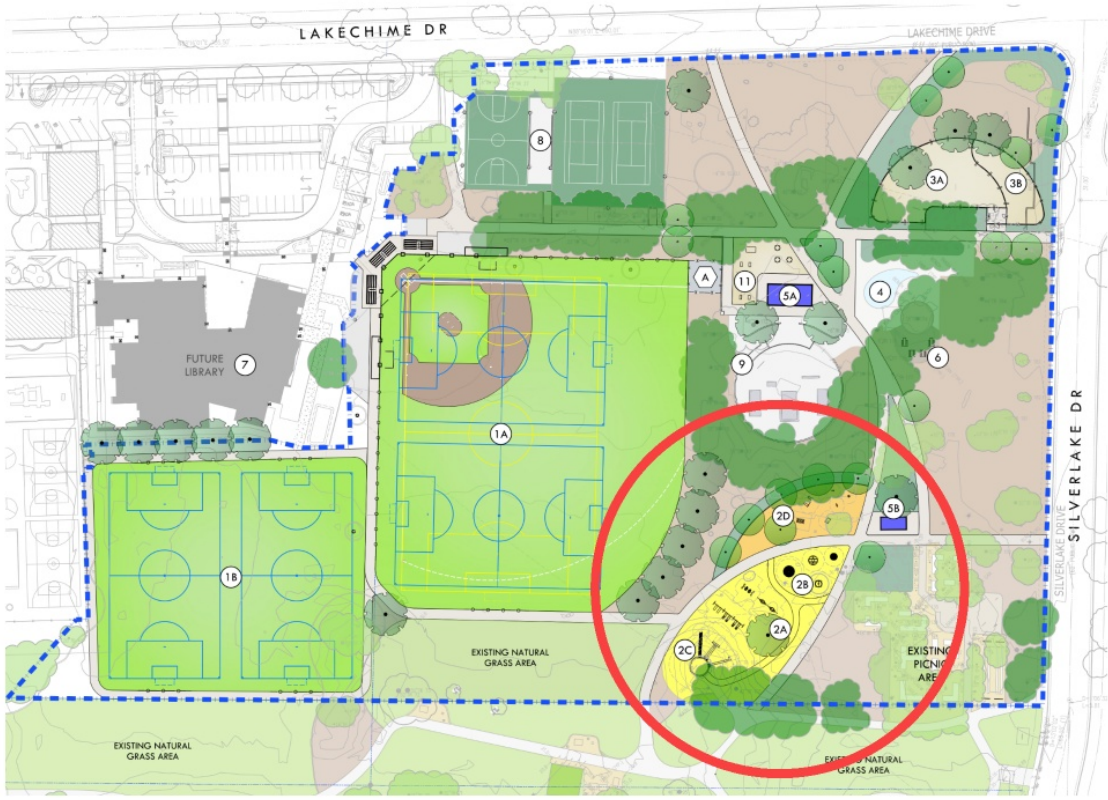 LAKECHIME DR
LAKECHIME DRIVE
8
3A
3B
A
11
5A
4
9
6
FUTURE
LIBRARY
7
1A
SILVERLAKE DR
SILVERLAKE DRIVE
2D
5B
2B
1B
2A
2C
EXISTING NATURAL
GRASS AREA
EXISTING
PICNIC
AREA
EXISTING NATURAL
GRASS AREA
EXISTING NATURAL
GRASS AREA